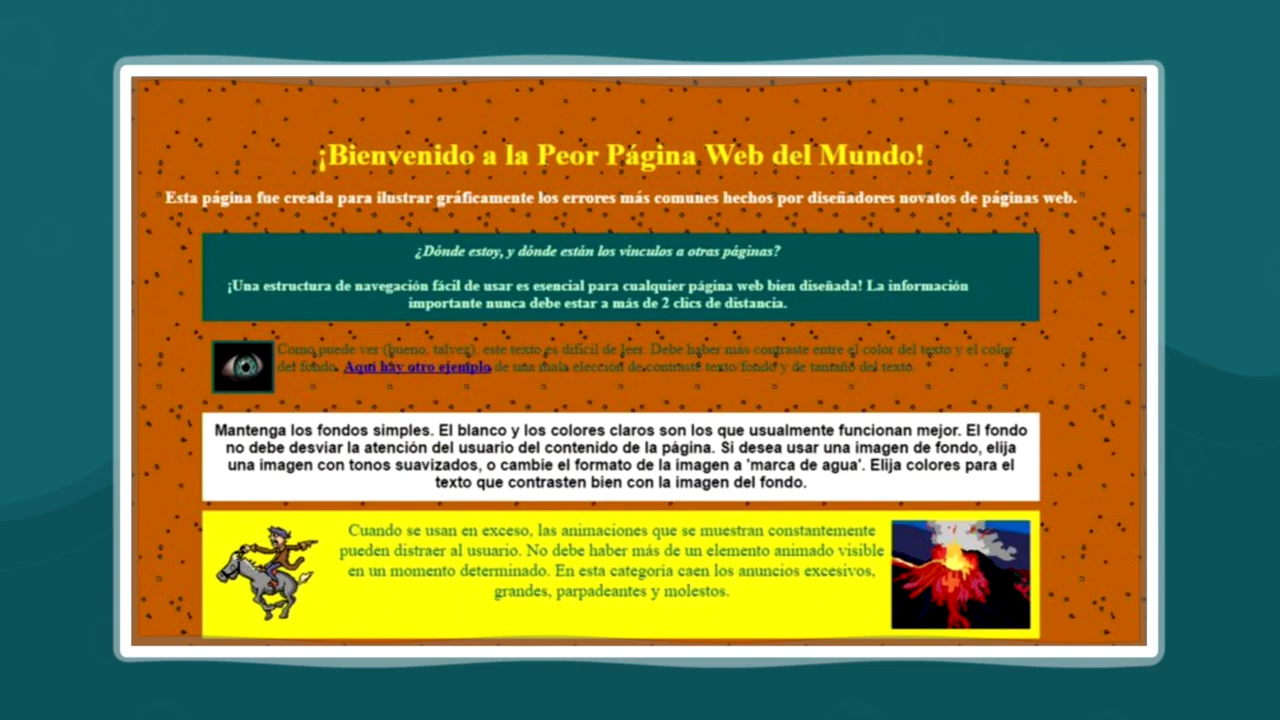 ¡Bienvenido a la Peor Página Web del Mundo!
Esta página fue creada para ilustrar gráficamente los errores más comunes hechos por diseñadores novatos de páginas web.
¿Dónde estoy, y dónde están los vínculos a otras páginas?
¡Una estructura de navegación fácil de usar es esencial para cualquier página web bien diseñada! La información
importante nunca debe estar a más de 2 clics de distancia.
Como puede ver (bueno, talvez), este texto es difícil de leer. Debe haber más contraste entre el color del texto y el color
del fondo. Aquí hay otro ejemplo de una mala elección de contraste texto/fondo y de tamaño del texto.
Mantenga los fondos simples. El blanco y los colores claros son los que usualmente funcionan mejor. El fondo
no debe desviar la atención del usuario del contenido de la página. Si desea usar una imagen de fondo, elija
una imagen con tonos suavizados, o cambie el formato de la imagen a 'marca de agua'. Elija colores para el
texto que contrasten bien con la imagen del fondo.
Cuando se usan en exceso, las animaciones que se muestran constantemente
pueden distraer al usuario. No debe haber más de un elemento animado visible
en un momento determinado. En esta categoría caen los anuncios excesivos,
grandes, parpadeantes y molestos.